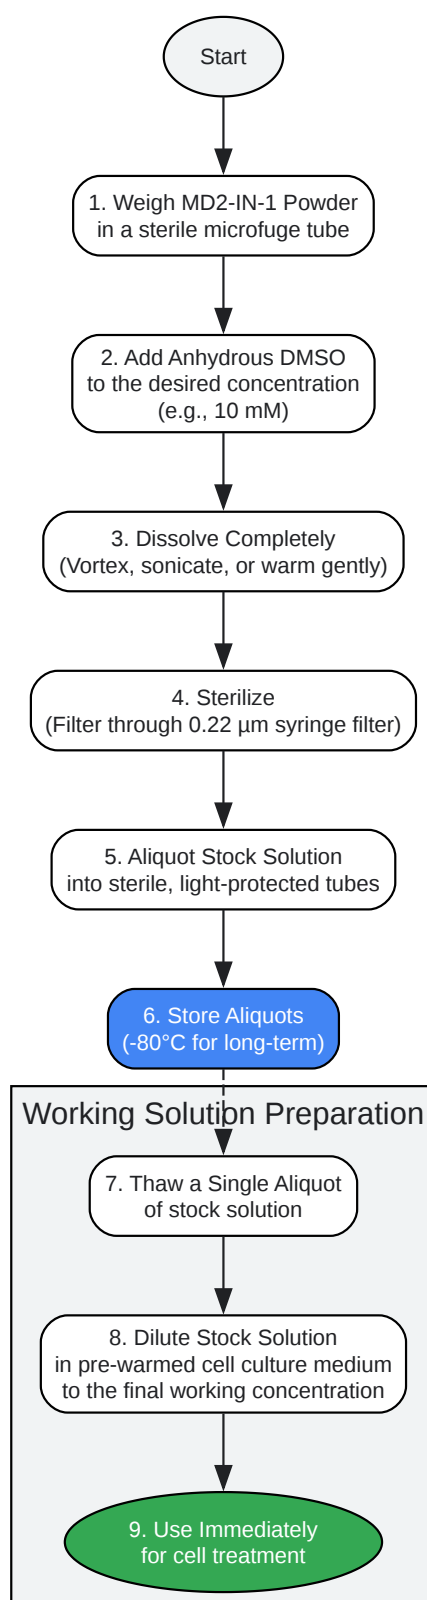 Start
1. Weigh MD2-IN-1 Powder
in a sterile microfuge tube
2. Add Anhydrous DMSO
to the desired concentration
(e.g., 10 mM)
3. Dissolve Completely
(Vortex, sonicate, or warm gently)
4. Sterilize
(Filter through 0.22 µm syringe filter)
5. Aliquot Stock Solution
into sterile, light-protected tubes
6. Store Aliquots
(-80°C for long-term)
Working Solution Preparation
7. Thaw a Single Aliquot
of stock solution
8. Dilute Stock Solution
in pre-warmed cell culture medium
to the final working concentration
9. Use Immediately
for cell treatment